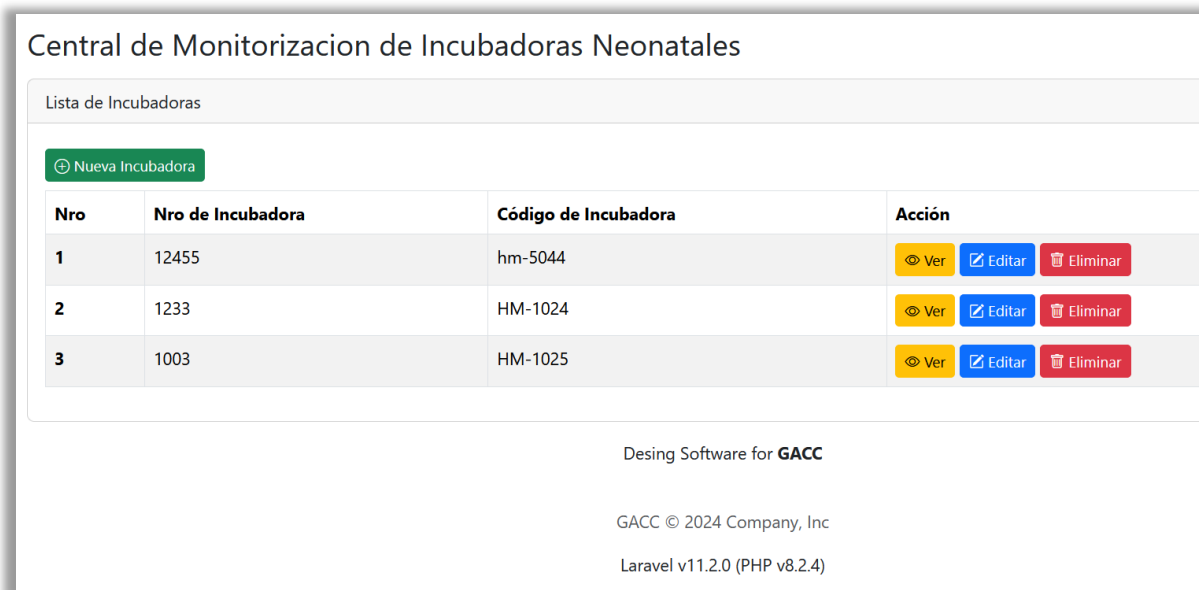 Central de Monitorizacion de Incubadoras Neonatales
Lista de Incubadoras
Nueva Incubadora
Nro Nro de Incubadora Código de Incubadora Acción
1 12455 hm-5044 Ver Editar Eliminar
2 1233 HM-1024 Ver Editar Eliminar
3 1003 HM-1025 Ver Editar Eliminar
Desing Software for GACC
GACC © 2024 Company, Inc
Laravel v11.2.0 (PHP v8.2.4)